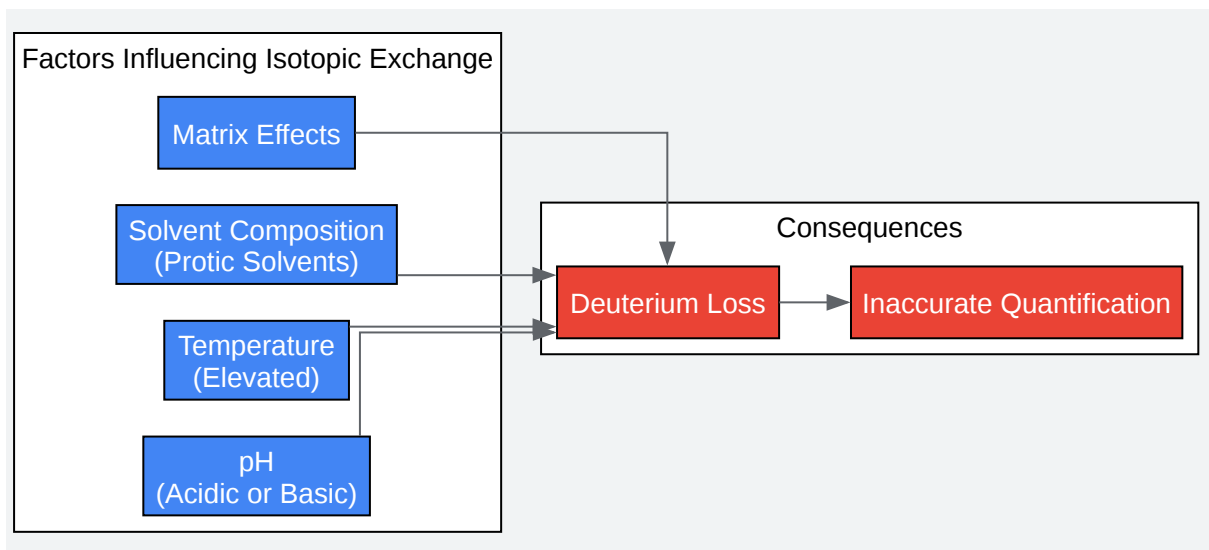 Factors Influencing Isotopic Exchange
Matrix Effects
Solvent Composition
(Protic Solvents)
Temperature
(Elevated)
pH
(Acidic or Basic)
Consequences
Deuterium Loss
Inaccurate Quantification